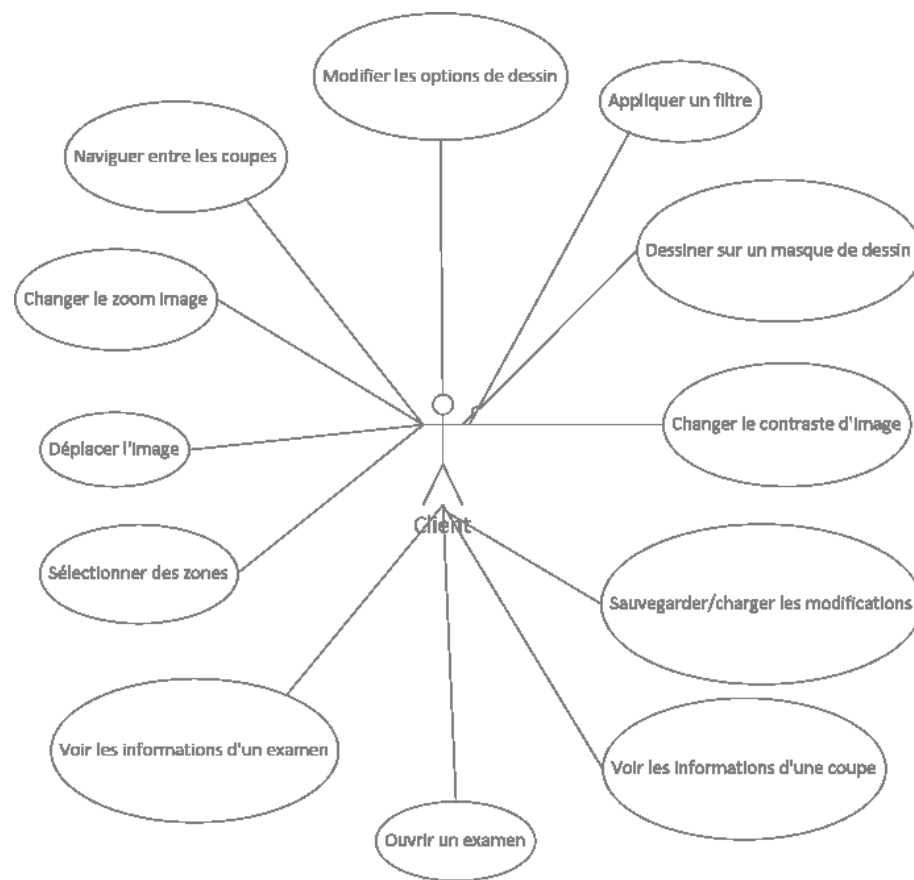 Modifier les options de dessin
Appliquer un filtre
Naviguer entre les coupes
Dessiner sur un masque de dessin
Changer le zoom image
Changer le contraste d'image
Déplacer l'image
Client
Sélectionner des zones
Sauvegarder/charger les modifications
Voir les informations d'un examen
Voir les informations d'une coupe
Ouvrir un examen